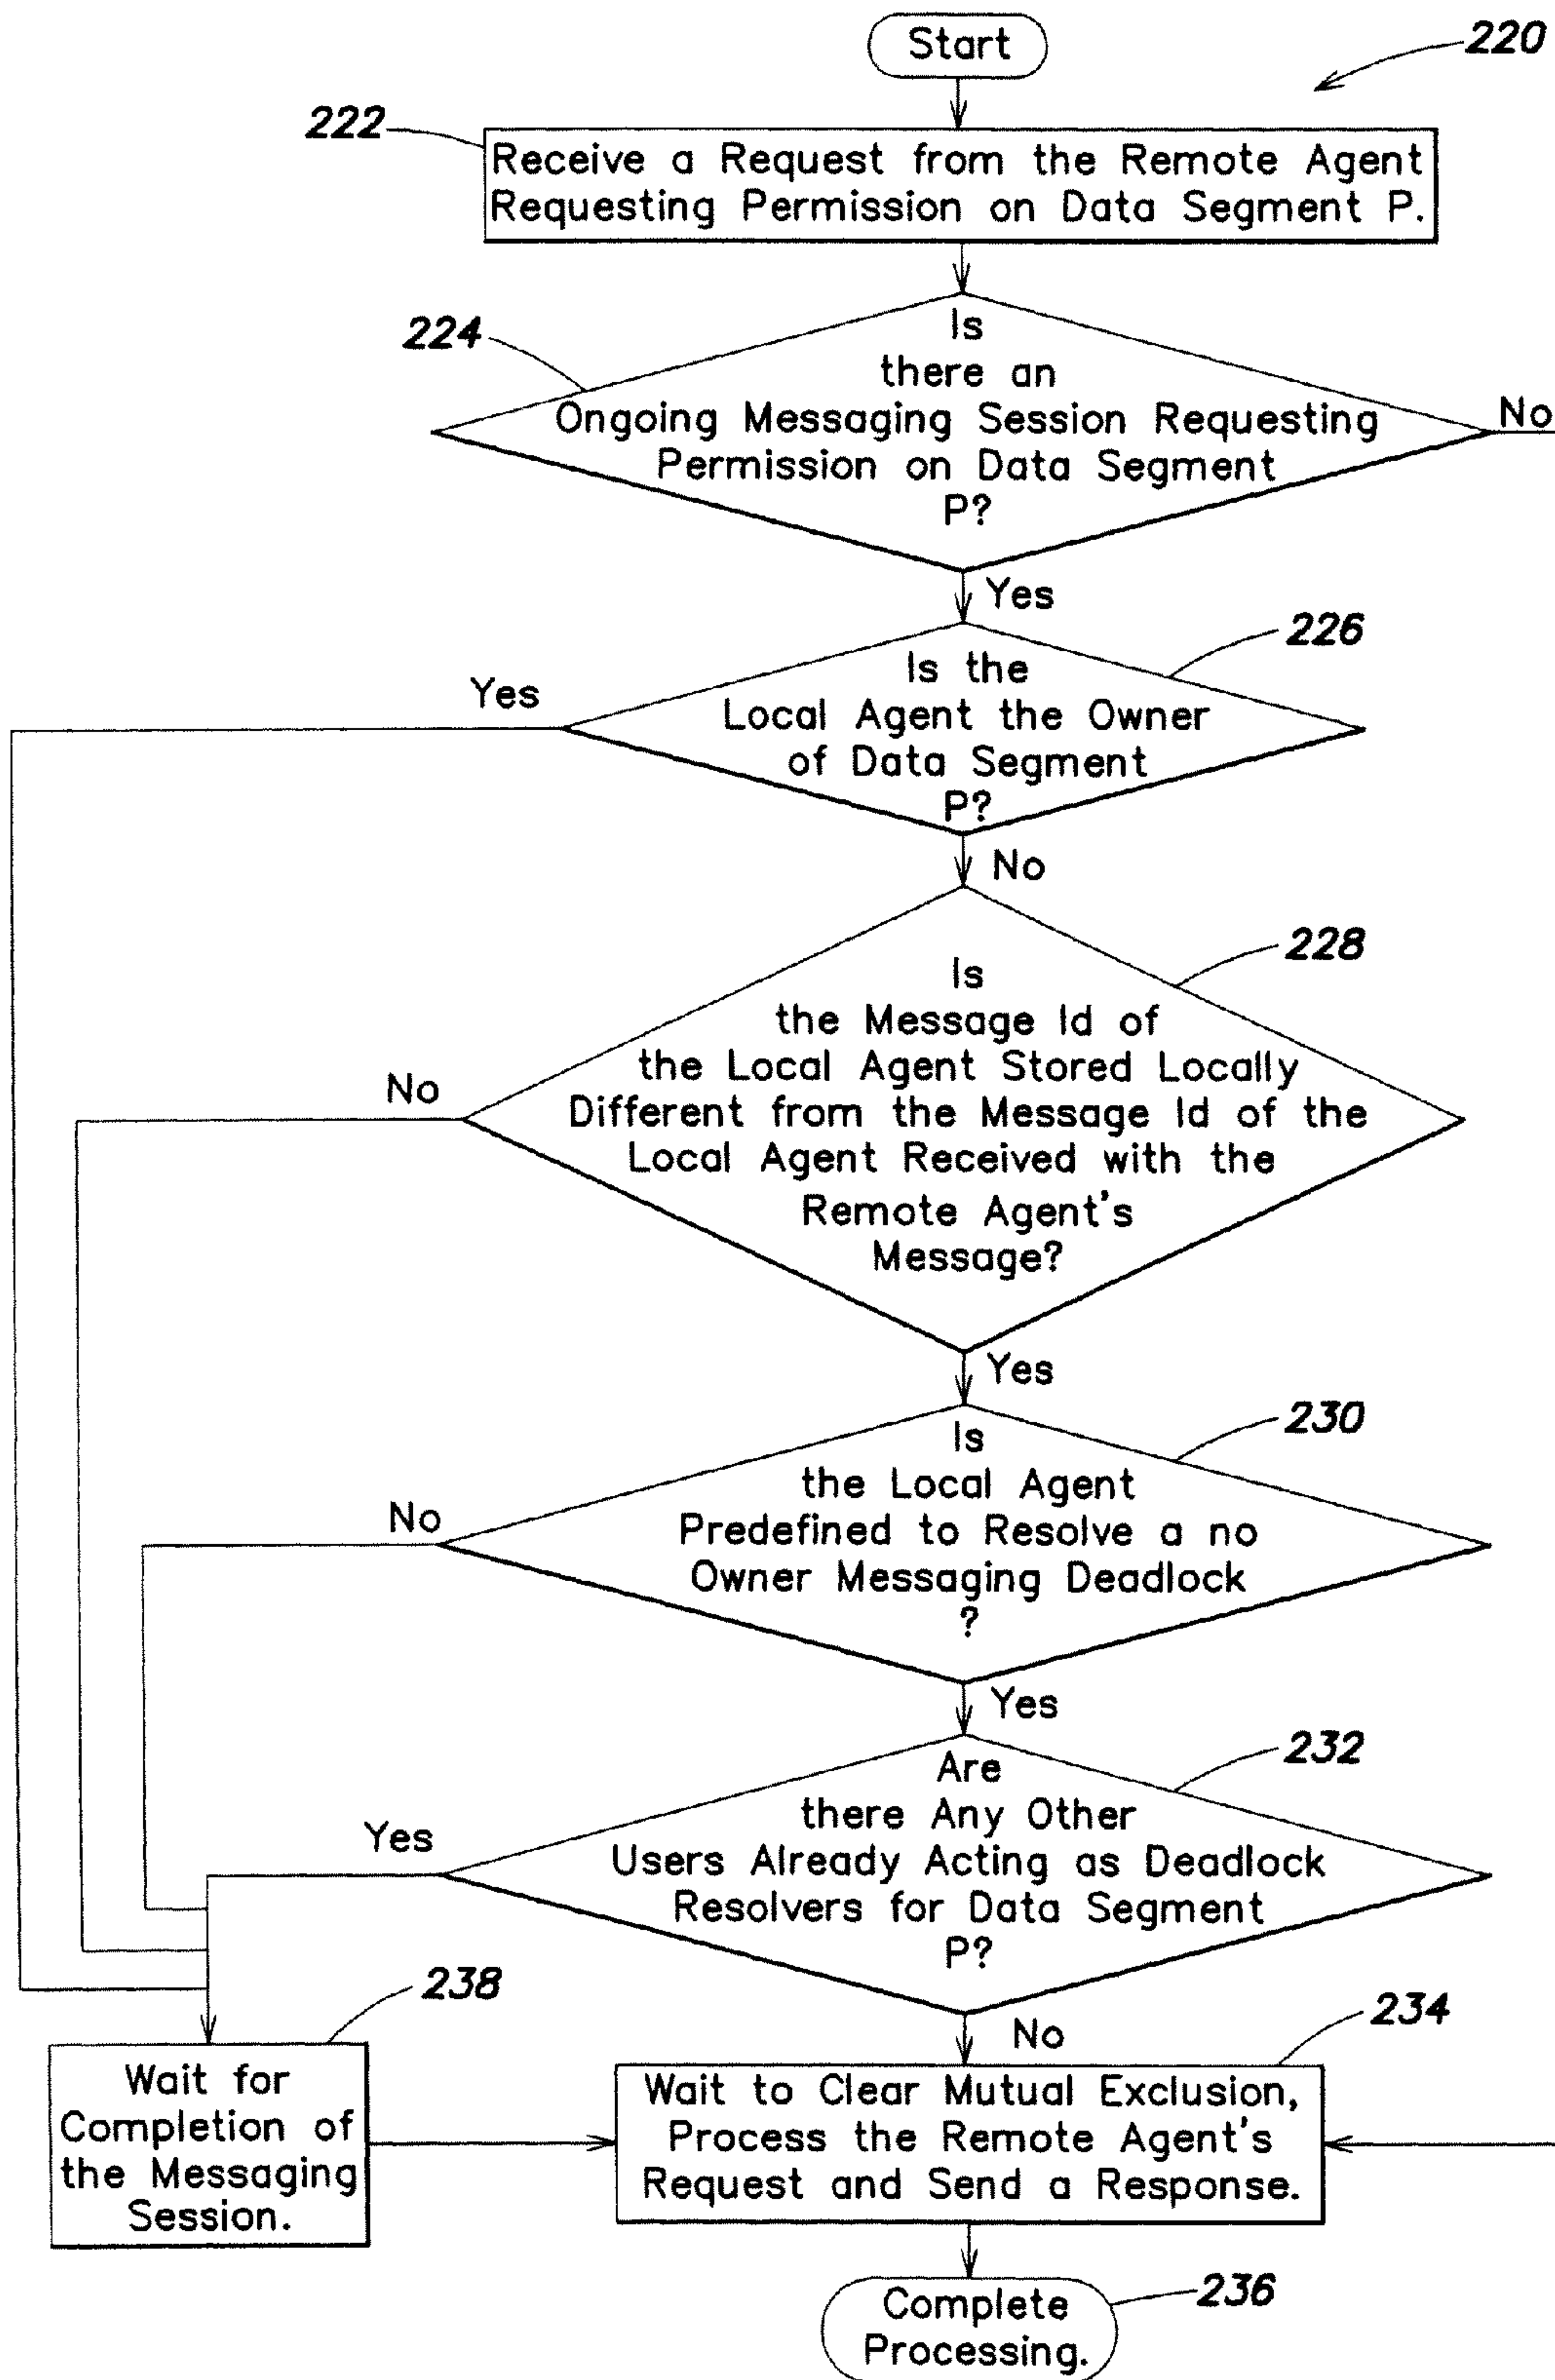 Start
220
222
Receive a Request from the Remote Agent
Requesting Permission on Data Segment P.
224
Is
there an
Ongoing Messaging Session Requesting
Permission on Data Segment
P?
No
Yes
226
Is the
Local Agent the Owner
of Data Segment
P?
Yes
No
228
Is
the Message Id of
the Local Agent Stored Locally
Different from the Message Id of the
Local Agent Received with the
Remote Agent's
Message?
No
Yes
230
Is
the Local Agent
Predefined to Resolve a no
Owner Messaging Deadlock
?
No
Yes
232
Are
there Any Other
Users Already Acting as Deadlock
Resolvers for Data Segment
P?
Yes
No
238
Wait for
Completion of
the Messaging
Session.
234
Wait to Clear Mutual Exclusion,
Process the Remote Agent's
Request and Send a Response.
236
Complete
Processing.